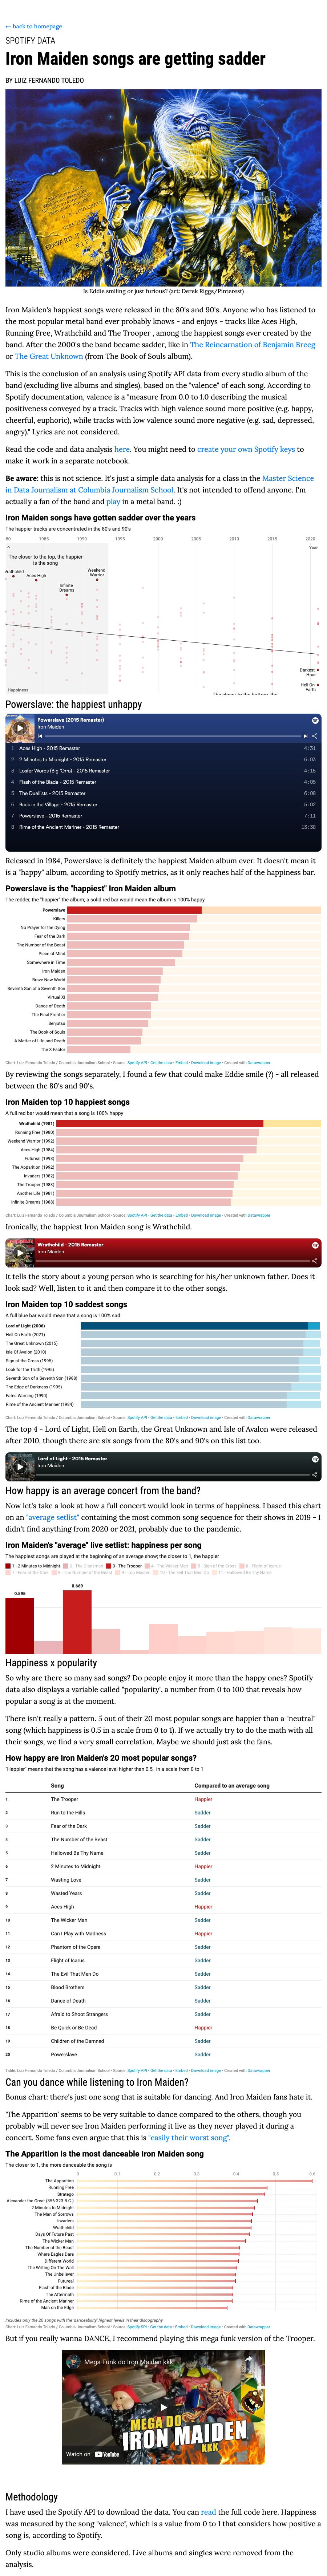 ← back to homepage
SPOTIFY DATA
Iron Maiden songs are getting sadder
BY LUIZ FERNANDO TOLEDO
Is Eddie smiling or just furious? (art: Derek Riggs/Pinterest)
Iron Maiden's happiest songs were released in the 80's and 90's. Anyone who has listened to
the most popular metal band ever probably knows - and enjoys - tracks like Aces High,
Running Free, Wrathchild and The Trooper , among the happiest songs ever created by the
band. After the 2000's the band became sadder, like in The Reincarnation of Benjamin Breeg
or The Great Unknown (from The Book of Souls album).
This is the conclusion of an analysis using Spotify API data from every studio album of the
band (excluding live albums and singles), based on the "valence" of each song. According to
Spotify documentation, valence is a "measure from 0.0 to 1.0 describing the musical
positiveness conveyed by a track. Tracks with high valence sound more positive (e.g. happy,
cheerful, euphoric), while tracks with low valence sound more negative (e.g. sad, depressed,
angry)." Lyrics are not considered.
Read the code and data analysis here. You might need to create your own Spotify keys to
make it work in a separate notebook.
Be aware: this is not science. It's just a simple data analysis for a class in the Master Science
in Data Journalism at Columbia Journalism School. It's not intended to offend anyone. I'm
actually a fan of the band and play in a metal band. :)
Iron Maiden songs have gotten sadder over the years
The happier tracks are concentrated in the 80's and 90's
80 1985 1990 1995 2000 2005 2010 2015 2020
Year
The closer to the top, the happier
is the song
rathchild
Aces High
Infinite
Dreams
Weekend
Warrior
Darkest
Hour
Hell On
Earth
Happiness
Powerslave: the happiest unhappy
Powerslave (2015 Remaster)
Iron Maiden
1 Aces High - 2015 Remaster 4:31
2 2 Minutes to Midnight - 2015 Remaster 6:03
3 Losfer Words (Big 'Orra) - 2015 Remaster 4:15
4 Flash of the Blade - 2015 Remaster 4:05
5 The Duellists - 2015 Remaster 6:06
6 Back in the Village - 2015 Remaster 5:02
7 Powerslave - 2015 Remaster 7:11
8 Rime of the Ancient Mariner - 2015 Remaster 13:38
Released in 1984, Powerslave is definitely the happiest Maiden album ever. It doesn't mean it
is a "happy" album, according to Spotify metrics, as it only reaches half of the happiness bar.
Powerslave is the "happiest" Iron Maiden album
The redder, the "happier" the album; a solid red bar would mean the album is 100% happy
Powerslave
Killers
No Prayer for the Dying
Fear of the Dark
The Number of the Beast
Piece of Mind
Somewhere in Time
Iron Maiden
Brave New World
Seventh Son of a Seventh Son
Virtual XI
Dance of Death
The Final Frontier
Senjutsu
The Book of Souls
A Matter of Life and Death
The X Factor
Chart: Luiz Fernando Toledo / Columbia Journalism School • Source: Spotify API • Get the data • Embed • Download image • Created with Datawrapper
By reviewing the songs separately, I found a few that could make Eddie smile (?) - all released
between the 80's and 90's.
Iron Maiden top 10 happiest songs
A full red bar would mean that a song is 100% happy
Wrathchild (1981)
Running Free (1980)
Weekend Warrior (1992)
Aces High (1984)
Futureal (1998)
The Apparition (1992)
Invaders (1982)
The Trooper (1983)
Another Life (1981)
Infinite Dreams (1988)
Chart: Luiz Fernando Toledo / Columbia Journalism School • Source: Spotify API • Get the data • Embed • Download image • Created with Datawrapper
Ironically, the happiest Iron Maiden song is Wrathchild.
Wrathchild - 2015 Remaster
Iron Maiden
It tells the story about a young person who is searching for his/her unknown father. Does it
look sad? Well, listen to it and then compare it to the other songs.
Iron Maiden top 10 saddest songs
A full blue bar would mean that a song is 100% sad
Lord of Light (2006)
Hell On Earth (2021)
The Great Unknown (2015)
Isle Of Avalon (2010)
Sign of the Cross (1995)
Look for the Truth (1995)
Seventh Son of a Seventh Son (1988)
The Edge of Darkness (1995)
Fates Warning (1990)
Rime of the Ancient Mariner (1984)
Chart: Luiz Fernando Toledo / Columbia Journalism School • Source: Spotify API • Get the data • Embed • Download image • Created with Datawrapper
The top 4 - Lord of Light, Hell on Earth, the Great Unknown and Isle of Avalon were released
after 2010, though there are six songs from the 80's and 90's on this list too.
Lord of Light - 2015 Remaster
Iron Maiden
How happy is an average concert from the band?
Now let's take a look at how a full concert would look in terms of happiness. I based this chart
on an "average setlist" containing the most common song sequence for their shows in 2019 - I
didn't find anything from 2020 or 2021, probably due to the pandemic.
Iron Maiden's "average" live setlist: happiness per song
The happiest songs are played at the beginning of an average show; the closer to 1, the happier
1 - 2 Minutes to Midnight 2 - The Clansman 3 - The Trooper 4 - The Wicker Man 5 - Sign of the Cross 6 - Flight of Icarus
7 - Fear of the Dark 8 - The Number of the Beast 9 - Iron Maiden 10 - The Evil That Men Do 11 - Hallowed Be Thy Name
0.595
0.669
Happiness x popularity
So why are there so many sad songs? Do people enjoy it more than the happy ones? Spotify
data also displays a variable called "popularity", a number from 0 to 100 that reveals how
popular a song is at the moment.
There isn't really a pattern. 5 out of their 20 most popular songs are happier than a "neutral"
song (which happiness is 0.5 in a scale from 0 to 1). If we actually try to do the math with all
their songs, we find a very small correlation. Maybe we should just ask the fans.
How happy are Iron Maiden's 20 most popular songs?
"Happier" means that the song has a valence level higher than 0.5, in a scale from 0 to 1
Song Compared to an average song
1 The Trooper Happier
2 Run to the Hills Sadder
3 Fear of the Dark Sadder
4 The Number of the Beast Sadder
5 Hallowed Be Thy Name Sadder
6 2 Minutes to Midnight Happier
7 Wasting Love Sadder
8 Wasted Years Sadder
9 Aces High Happier
10 The Wicker Man Sadder
11 Can I Play with Madness Happier
12 Phantom of the Opera Sadder
13 Flight of Icarus Sadder
14 The Evil That Men Do Sadder
15 Blood Brothers Sadder
16 Dance of Death Sadder
17 Afraid to Shoot Strangers Sadder
18 Be Quick or Be Dead Happier
19 Children of the Damned Sadder
20 Powerslave Sadder
Table: Luiz Fernando Toledo / Columbia Journalism School • Source: Spotify API • Get the data • Embed • Download image • Created with Datawrapper
Can you dance while listening to Iron Maiden?
Bonus chart: there's just one song that is suitable for dancing. And Iron Maiden fans hate it.
'The Apparition' seems to be very suitable to dance compared to the others, though you
probably will never see Iron Maiden performing it live as they never played it during a
concert. Some fans even argue that this is "easily their worst song".
The Apparition is the most danceable Iron Maiden song
The closer to 1, the more danceable the song is
0 0.1 0.2 0.3 0.4 0.5 0.6
The Apparition
Running Free
Stratego
Alexander the Great (356-323 B.C.)
2 Minutes to Midnight
The Man of Sorrows
Invaders
Wrathchild
Days Of Future Past
The Wicker Man
The Number of the Beast
Where Eagles Dare
Different World
The Writing On The Wall
The Unbeliever
Futureal
Flash of the Blade
The Aftermath
Rime of the Ancient Mariner
Man on the Edge
Includes only the 20 songs with the 'danceability' highest levels in their discography
Chart: Luiz Fernando Toledo / Columbia Journalism School • Source: Spotify API • Get the data • Embed • Download image • Created with Datawrapper
But if you really wanna DANCE, I recommend playing this mega funk version of the Trooper.
Mega Funk do Iron Maiden kkk
MEGA DO
IRON MAIDEN
KKK
Watch on YouTube
Methodology
I have used the Spotify API to download the data. You can read the full code here. Happiness
was measured by the song "valence", which is a value from 0 to 1 that considers how positive a
song is, according to Spotify.
Only studio albums were considered. Live albums and singles were removed from the
analysis.